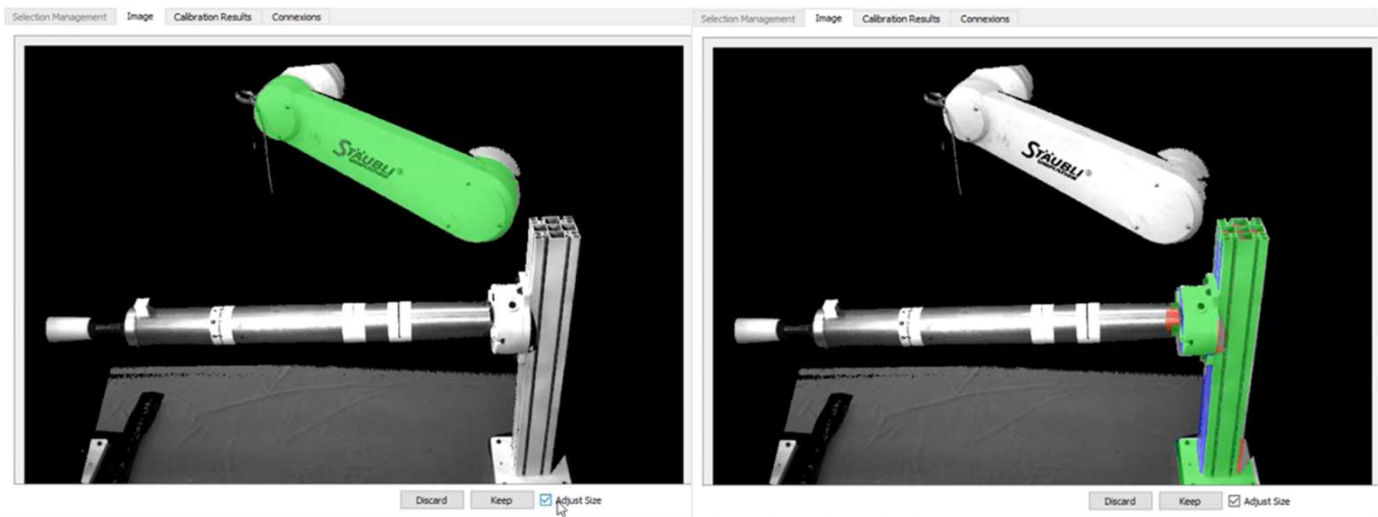 Selection Management Image Calibration Results Connexions
Selection Management Image Calibration Results Connexions
STÄUBLI®
STÄUBLI®
Discard Keep Adjust Size
Discard Keep Adjust Size